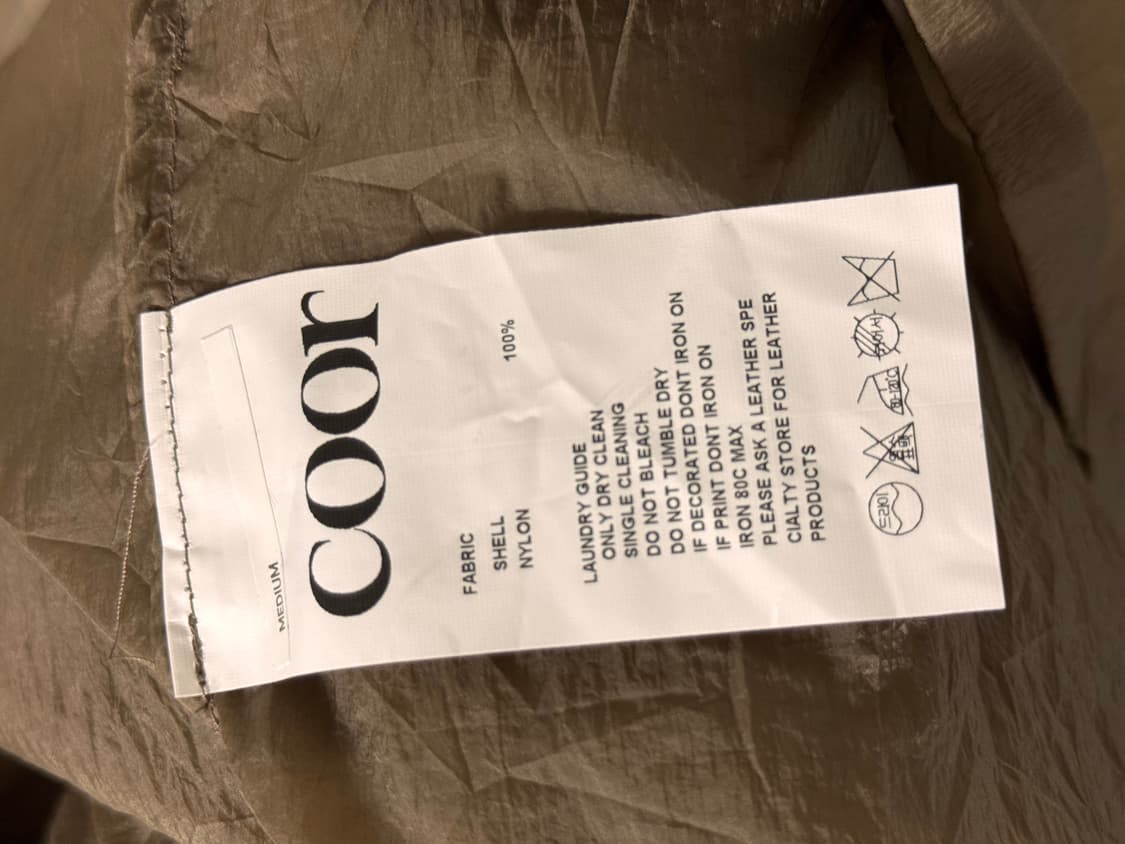 MEDIUM
coor
FABRIC
SHELL
NYLON 100%
LAUNDRY GUIDE
ONLY DRY CLEAN
SINGLE CLEANING
DO NOT BLEACH
DO NOT TUMBLE DRY
IF DECORATED DONT IRON ON
IF PRINT DONT IRON ON
IRON 80C MAX
PLEASE ASK A LEATHER SPE
CIALTY STORE FOR LEATHER
PRODUCTS
드라이